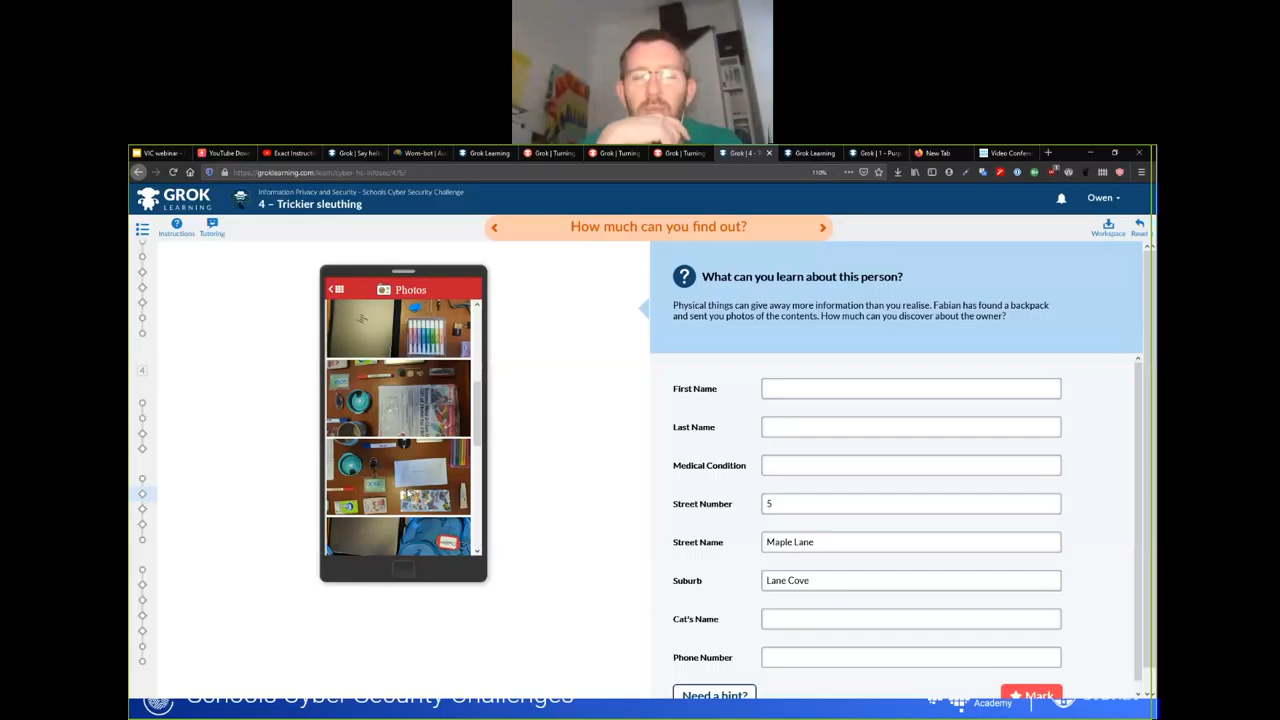 VIC webinar -
YouTube Dow
Exact Instructi
Grok | Say hell
Wom-bot | Au
Grok Learning
Grok | Turning
Grok | Turning
Grok | Turning
Grok | 4 - T
Grok Learning
Grok | 1 - Purp
New Tab
Video Confere
https://groklearning.com/learn/cyber-hs-infosec/4/5/
110%
GROK
LEARNING
Information Privacy and Security - Schools Cyber Security Challenge
4 – Trickier sleuthing
Owen
Instructions
Tutoring
How much can you find out?
Workspace
Reset
Photos
What can you learn about this person?
Physical things can give away more information than you realise. Fabian has found a backpack
and sent you photos of the contents. How much can you discover about the owner?
4
First Name
Last Name
Medical Condition
Street Number
5
Street Name
Maple Lane
Suburb
Lane Cove
Cat's Name
Phone Number
Need a hint?
Mark
Schools Cyber Security Challenges
Academy